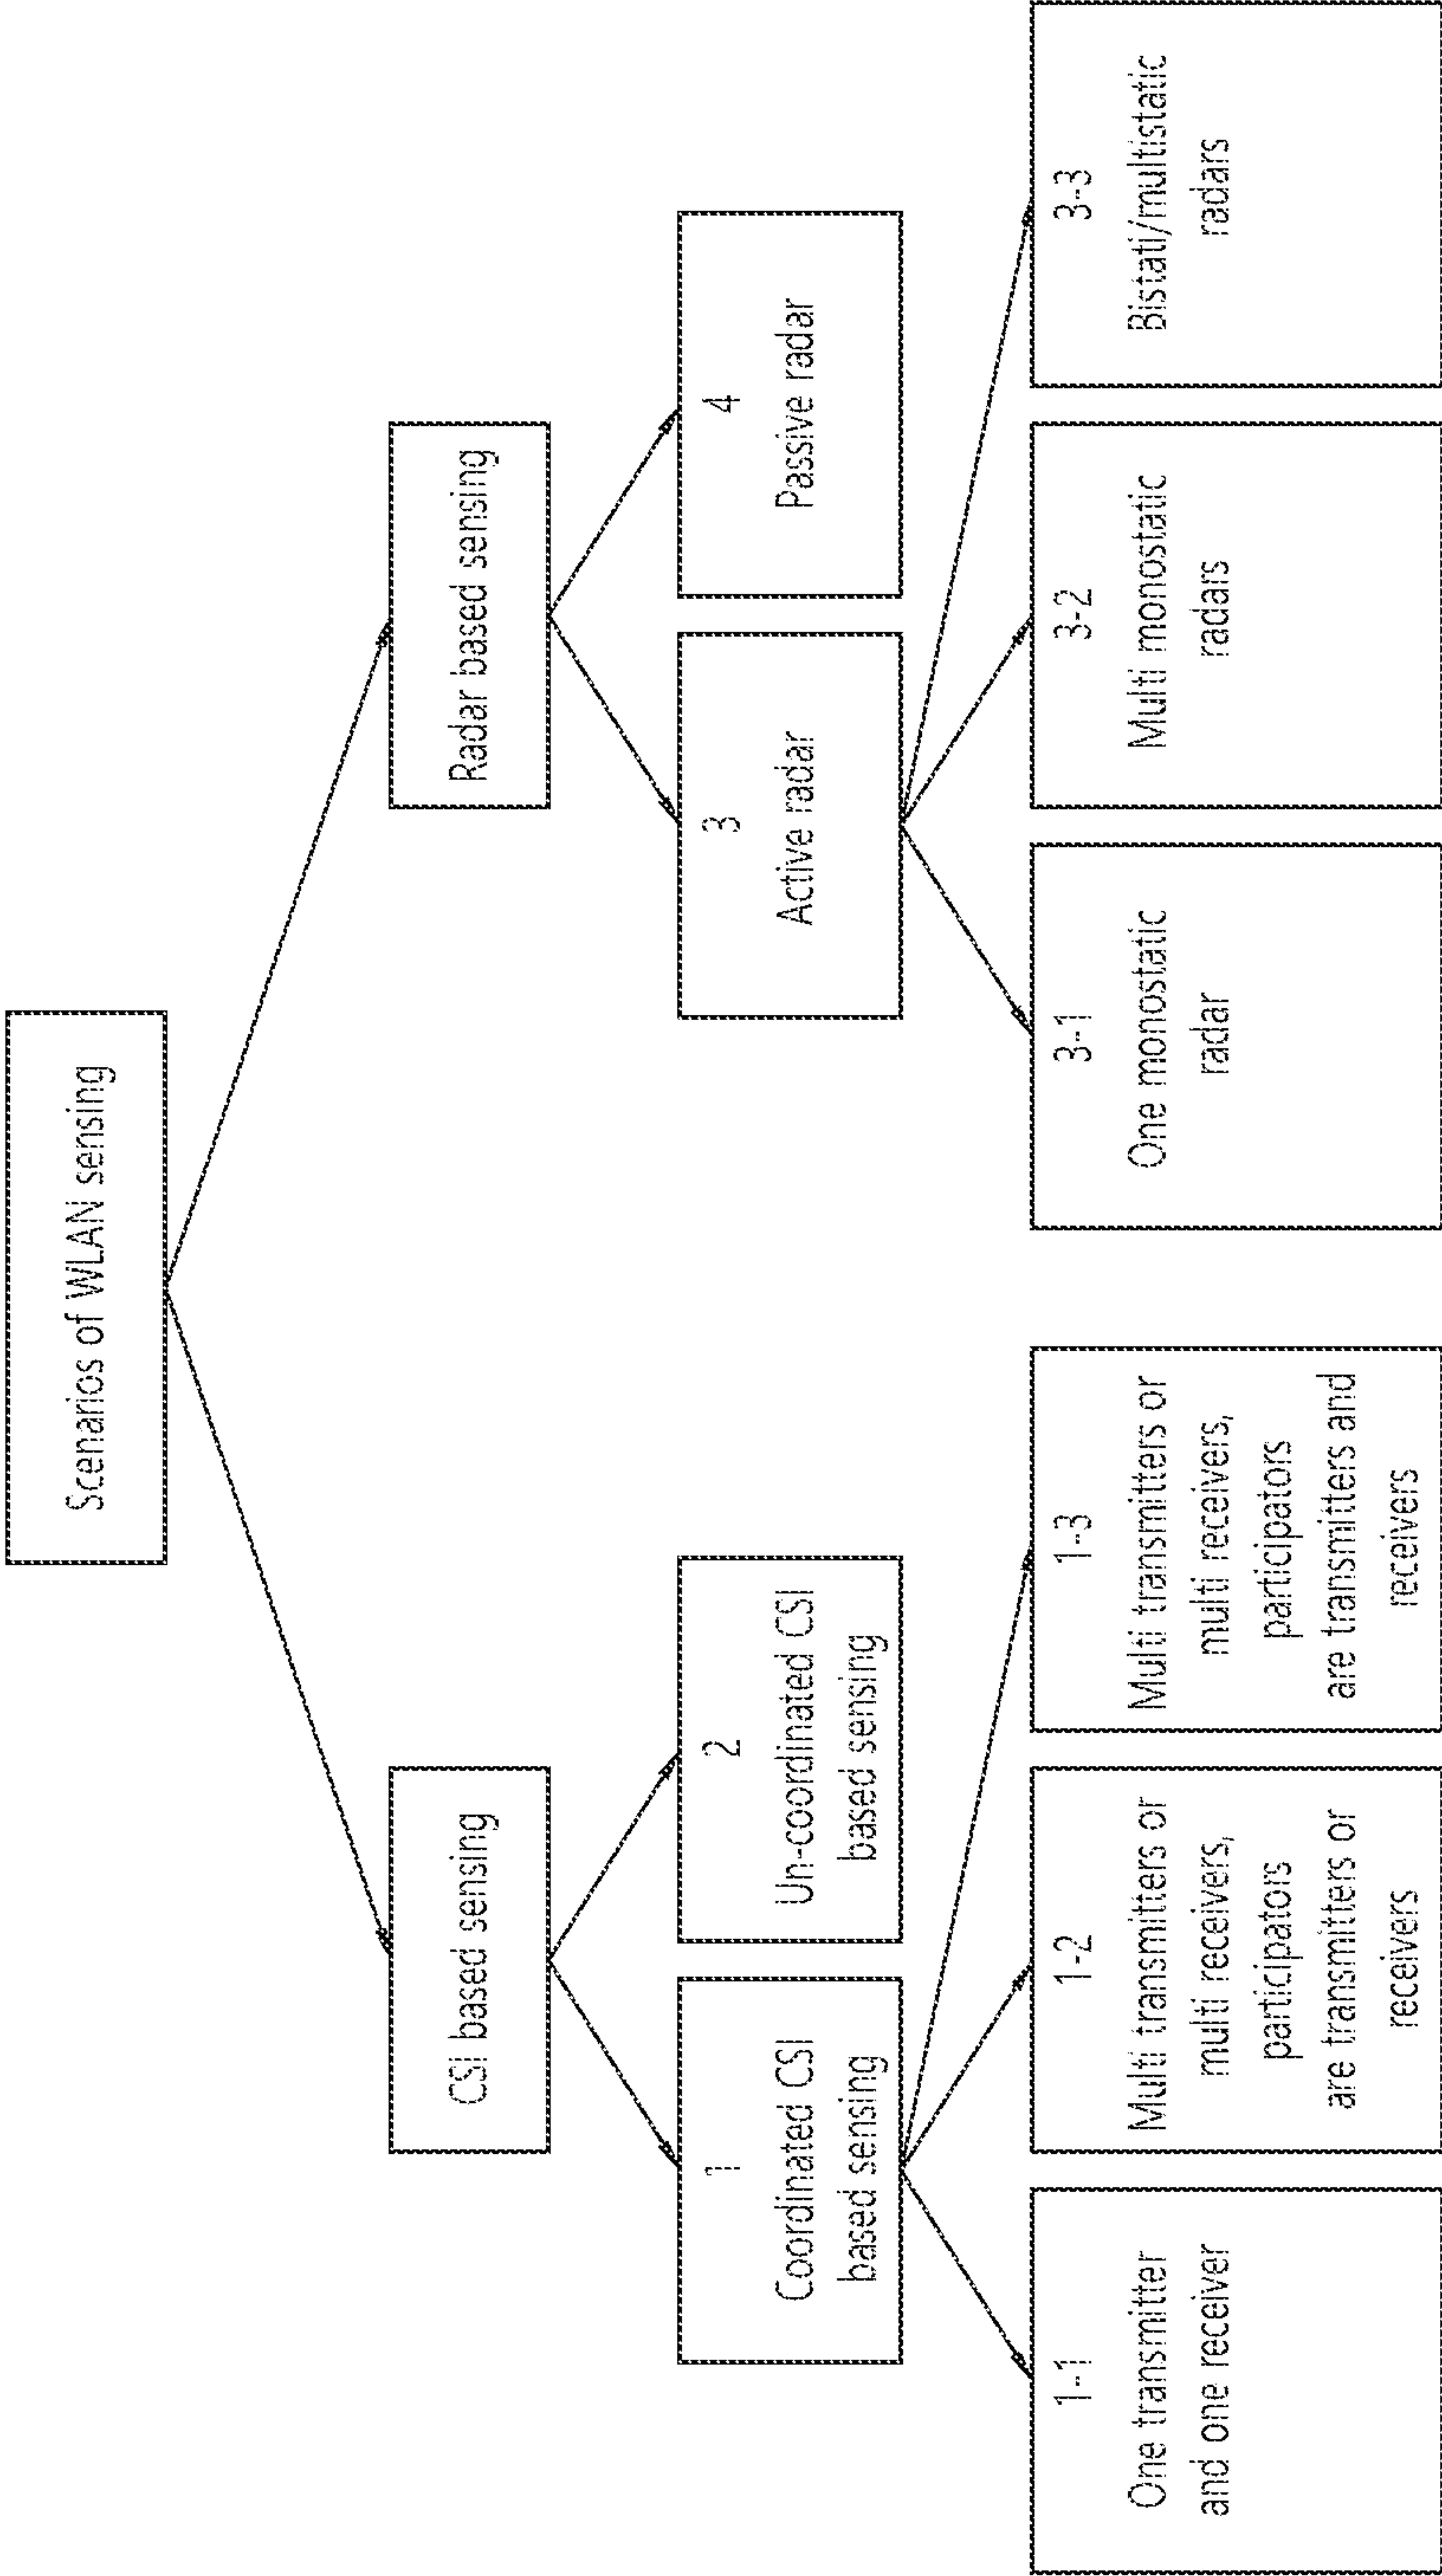 Scenarios of WLAN sensing
CSI based sensing
Radar based sensing
1
Coordinated CSI
based sensing
2
Un-coordinated CSI
based sensing
3
Active radar
4
Passive radar
1-1
One transmitter
and one receiver
1-2
Multi transmitters or
multi receivers,
participators
are transmitters or
receivers
1-3
Multi transmitters or
multi receivers,
participators
are transmitters and
receivers
3-1
One monostatic
radar
3-2
Multi monostatic
radars
3-3
Bistati/multistatic
radars